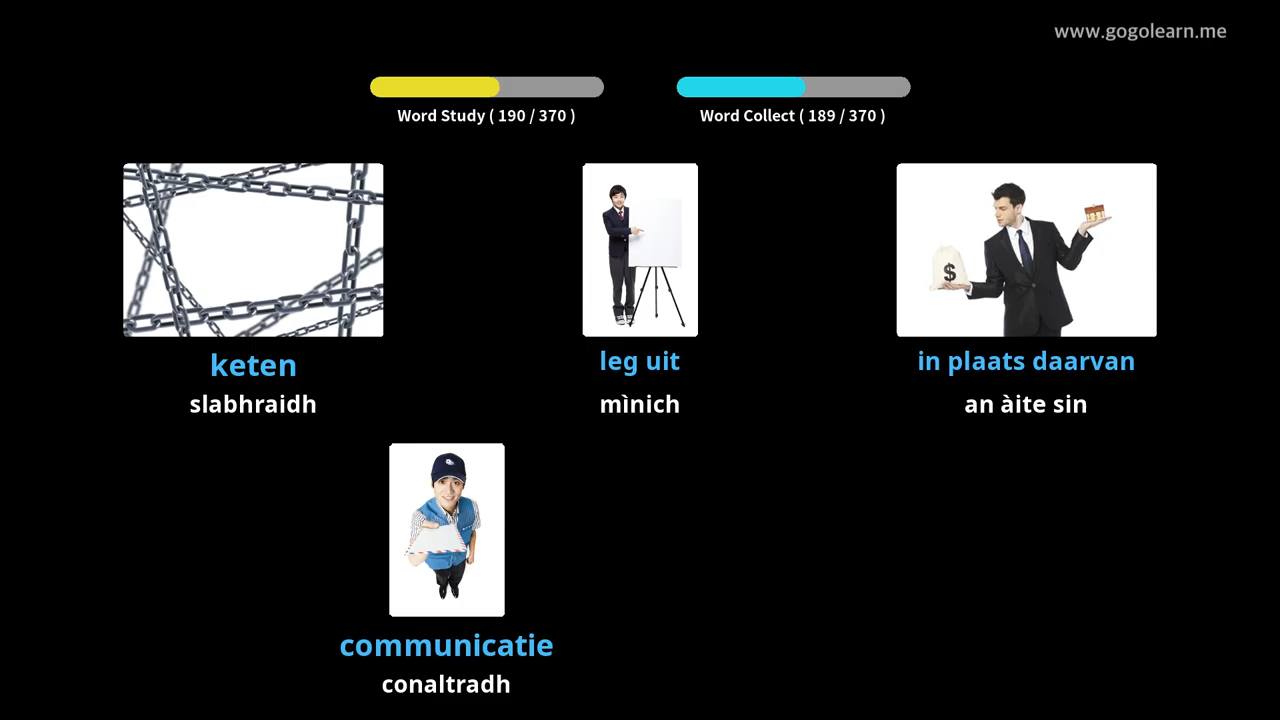 www.gogolearn.me
Word Study ( 190 / 370 )
Word Collect ( 189 / 370 )
$
keten
slabhraidh
leg uit
mìnich
in plaats daarvan
an àite sin
communicatie
conaltradh